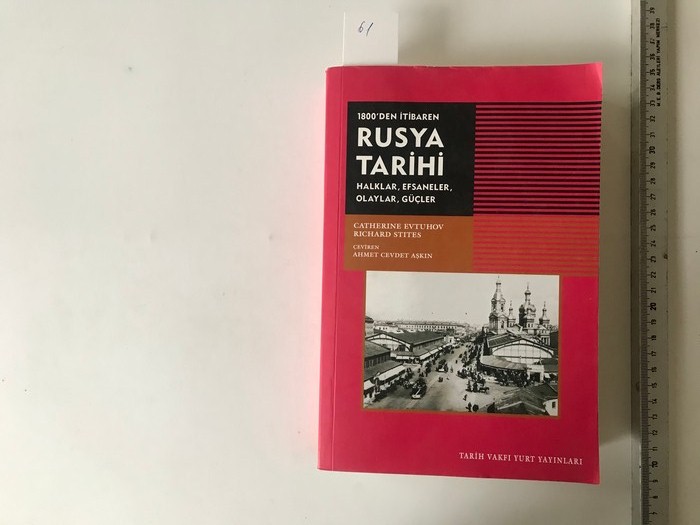 61
1800'DEN İTİBAREN
RUSYA
TARİHİ
HALKLAR, EFSANELER,
OLAYLAR, GÜÇLER
CATHERINE EVTUHOV
RICHARD STITES
ÇEVİREN
AHMET CEVDET AŞKIN
TARİH VAKFI YURT YAYINLARI